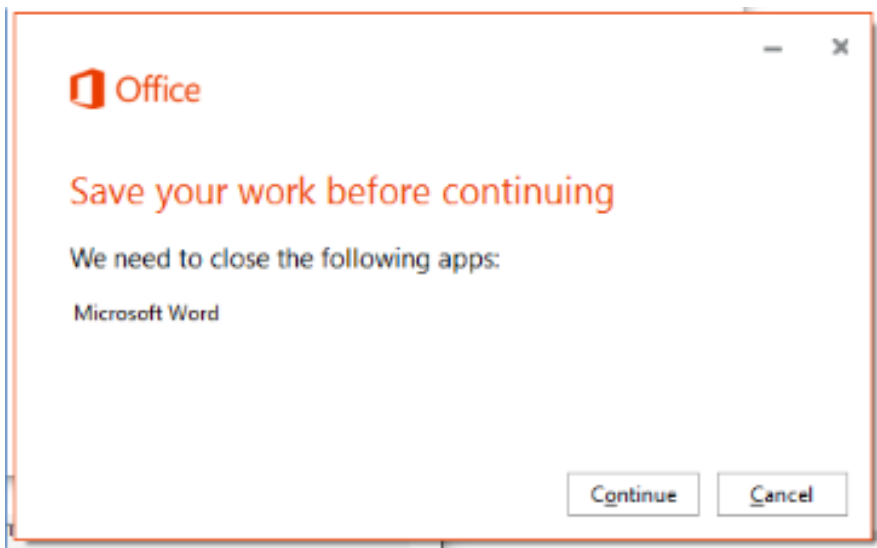 Office
Save your work before continuing
We need to close the following apps:
Microsoft Word
Continue Cancel